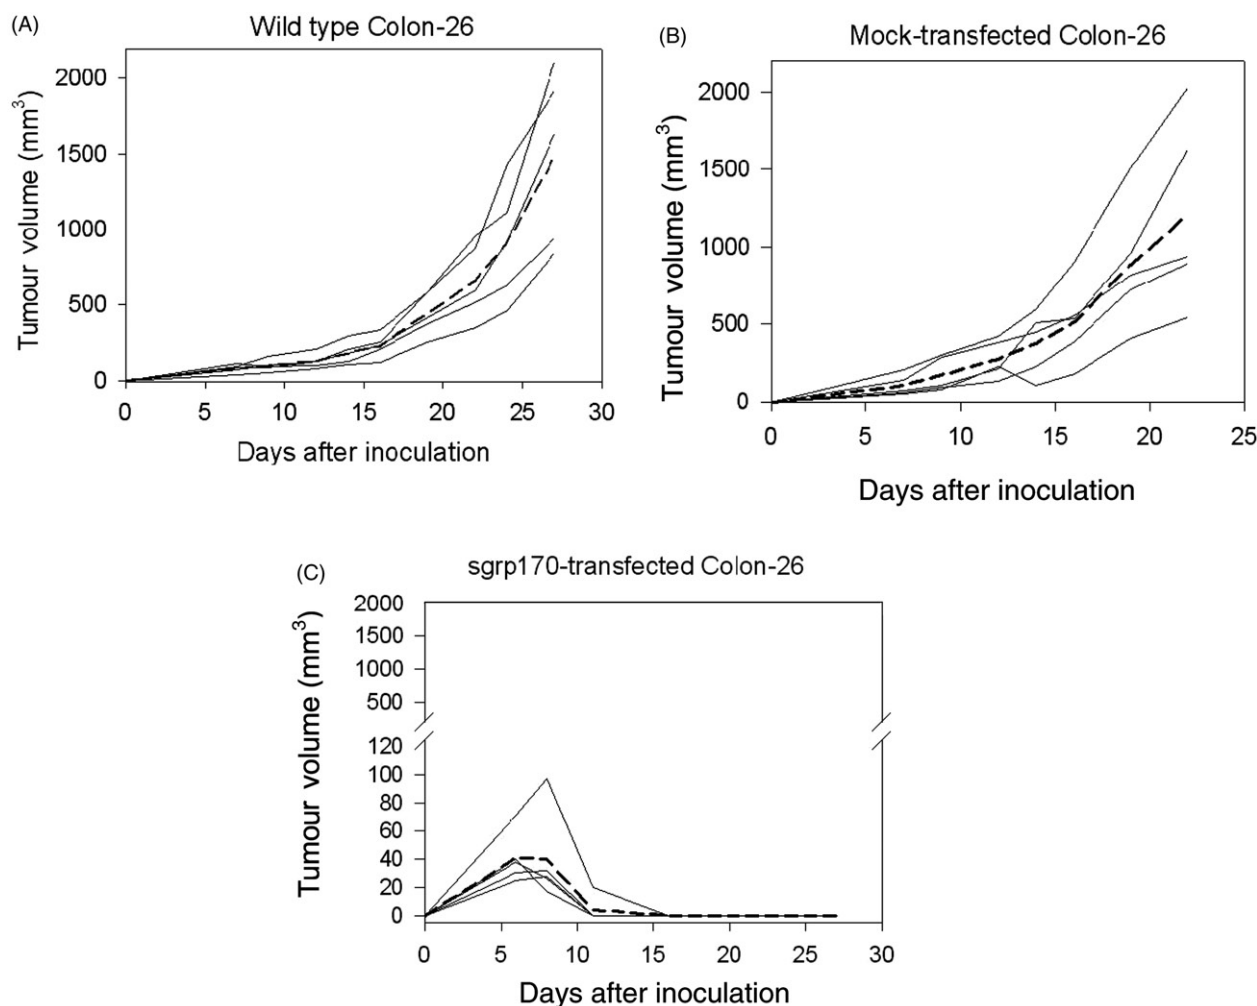 (A)
Wild type Colon-26
Tumour volume (mm³)
2000
1500
1000
500
0
0 5 10 15 20 25 30
Days after inoculation
(B)
Mock-transfected Colon-26
Tumour volume (mm³)
2000
1500
1000
500
0
0 5 10 15 20 25
Days after inoculation
(C)
sgrp170-transfected Colon-26
Tumour volume (mm³)
2000
1500
1000
500
120
100
80
60
40
20
0
0 5 10 15 20 25 30
Days after inoculation